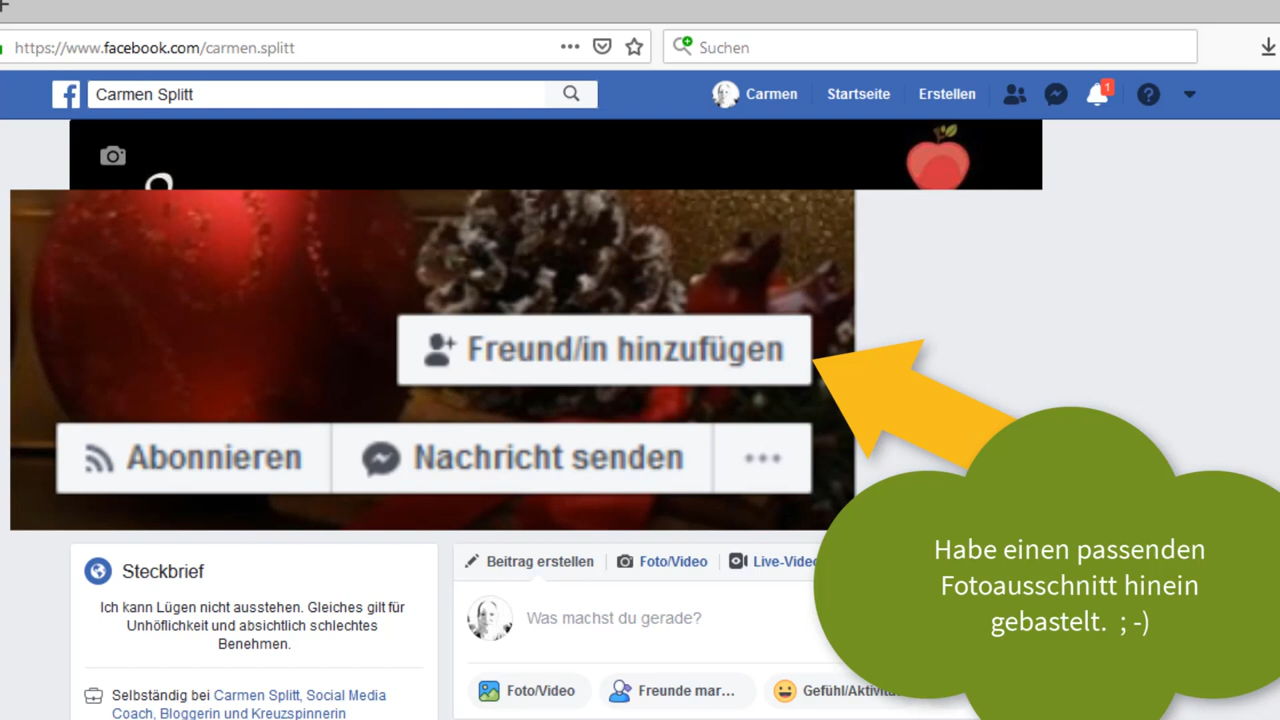 https://www.facebook.com/carmen.splitt
Suchen
Carmen Splitt
Carmen
Startseite
Erstellen
1
Freund/in hinzufügen
Abonnieren
Nachricht senden
Steckbrief
Ich kann Lügen nicht ausstehen. Gleiches gilt für
Unhöflichkeit und absichtlich schlechtes
Benehmen.
Selbständig bei Carmen Splitt, Social Media
Coach, Bloggerin und Kreuzspinnerin
Beitrag erstellen
Foto/Video
Live-Video
Was machst du gerade?
Foto/Video
Freunde mar...
Gefühl/Aktivitä
Habe einen passenden
Fotoausschnitt hinein
gebastelt. ; -)